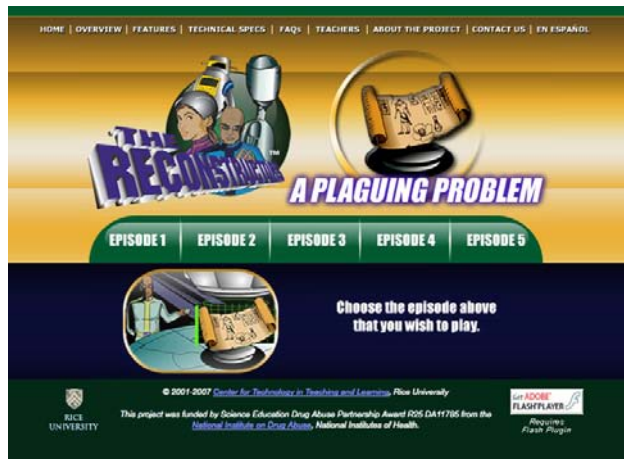 HOME | OVERVIEW | FEATURES | TECHNICAL SPECS | FAQs | TEACHERS | ABOUT THE PROJECT | CONTACT US | EN ESPAÑOL
THE
RECONSTRUCTORS™
A PLAGUING PROBLEM
EPISODE 1 EPISODE 2 EPISODE 3 EPISODE 4 EPISODE 5
Choose the episode above
that you wish to play.
© 2001-2007 Center for Technology in Teaching and Learning, Rice University
This project was funded by Science Education Drug Abuse Partnership Award R25 DA11785 from the
National Institute on Drug Abuse, National Institutes of Health.
RICE
UNIVERSITY
Get ADOBE®
FLASH® PLAYER
Requires
Flash Plugin